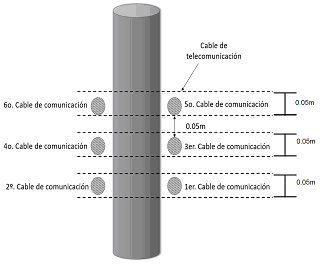 Cable de
telecomunicación
6o. Cable de comunicación
5o. Cable de comunicación
0.05m
0.05m
4o. Cable de comunicación
3er. Cable de comunicación
0.05m
2º. Cable de comunicación
1er. Cable de comunicación
0.05m